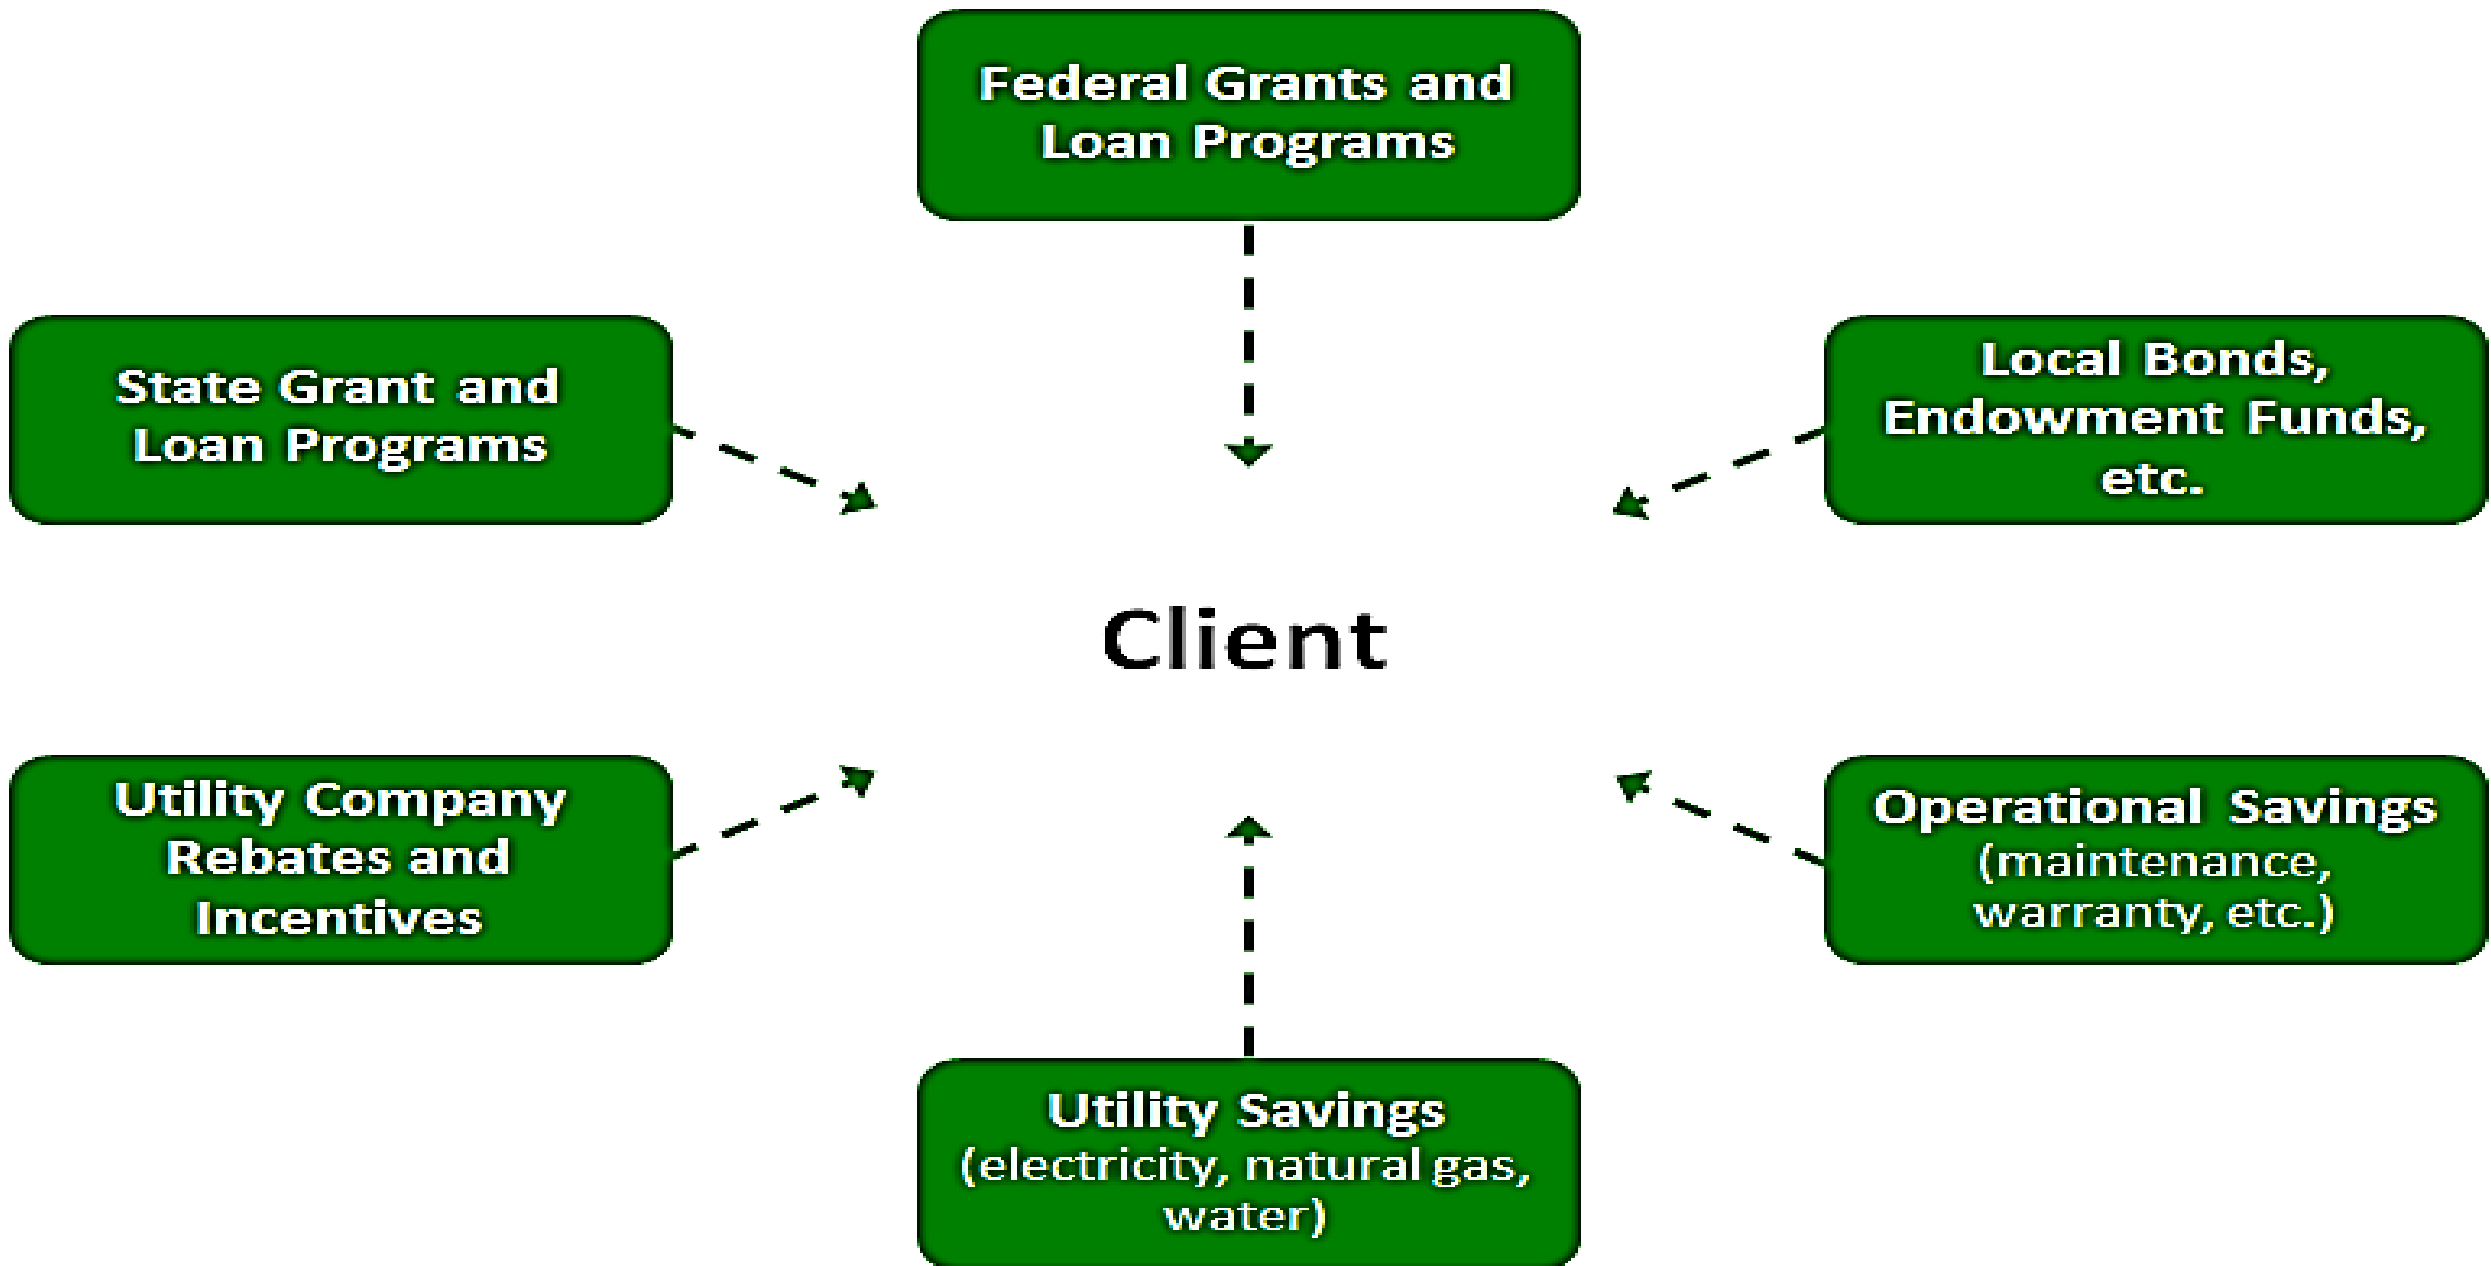 Federal Grants and
Loan Programs
State Grant and
Loan Programs
Local Bonds,
Endowment Funds,
etc.
Client
Utility Company
Rebates and
Incentives
Operational Savings
(maintenance,
warranty, etc.)
Utility Savings
(electricity, natural gas,
water)